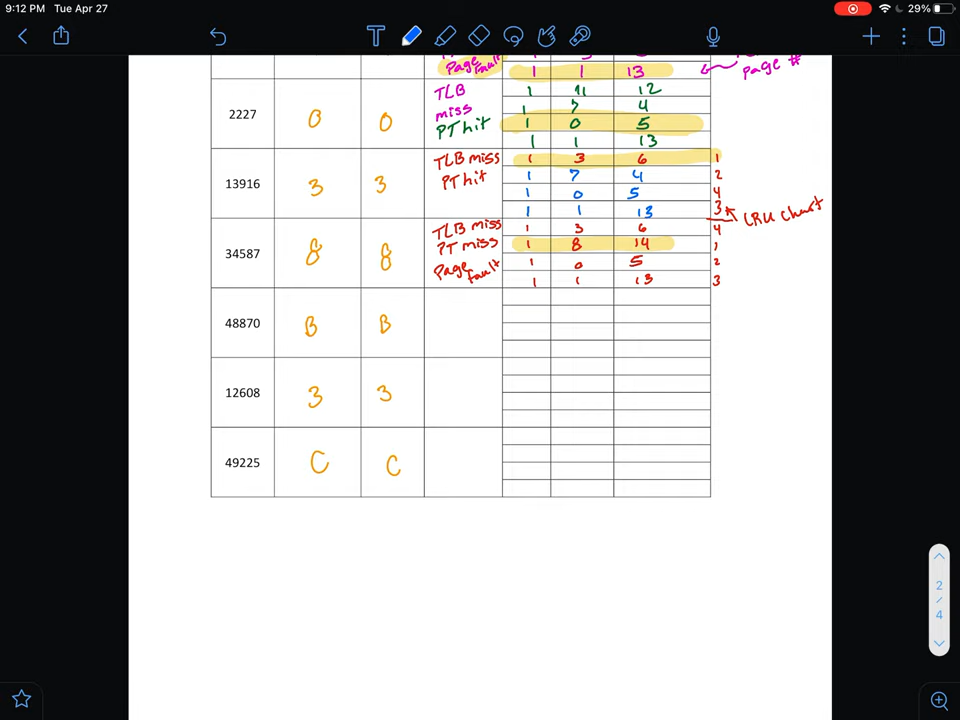 9:12 PM Tue Apr 27 29%
Page fault 1 1 13 page #
2227 0 0 TLB miss PT hit
1 11 12
1 7 4
1 0 5
1 1 13
13916 3 3 TLB miss PT hit
1 3 6 1
1 7 4 2
1 0 5 4
1 1 13 3 LRU chart
34587 8 8 TLB miss PT miss Page fault
1 3 6 4
1 8 14 1
1 0 5 2
1 1 13 3
48870 B B
12608 3 3
49225 C C
2
/
4